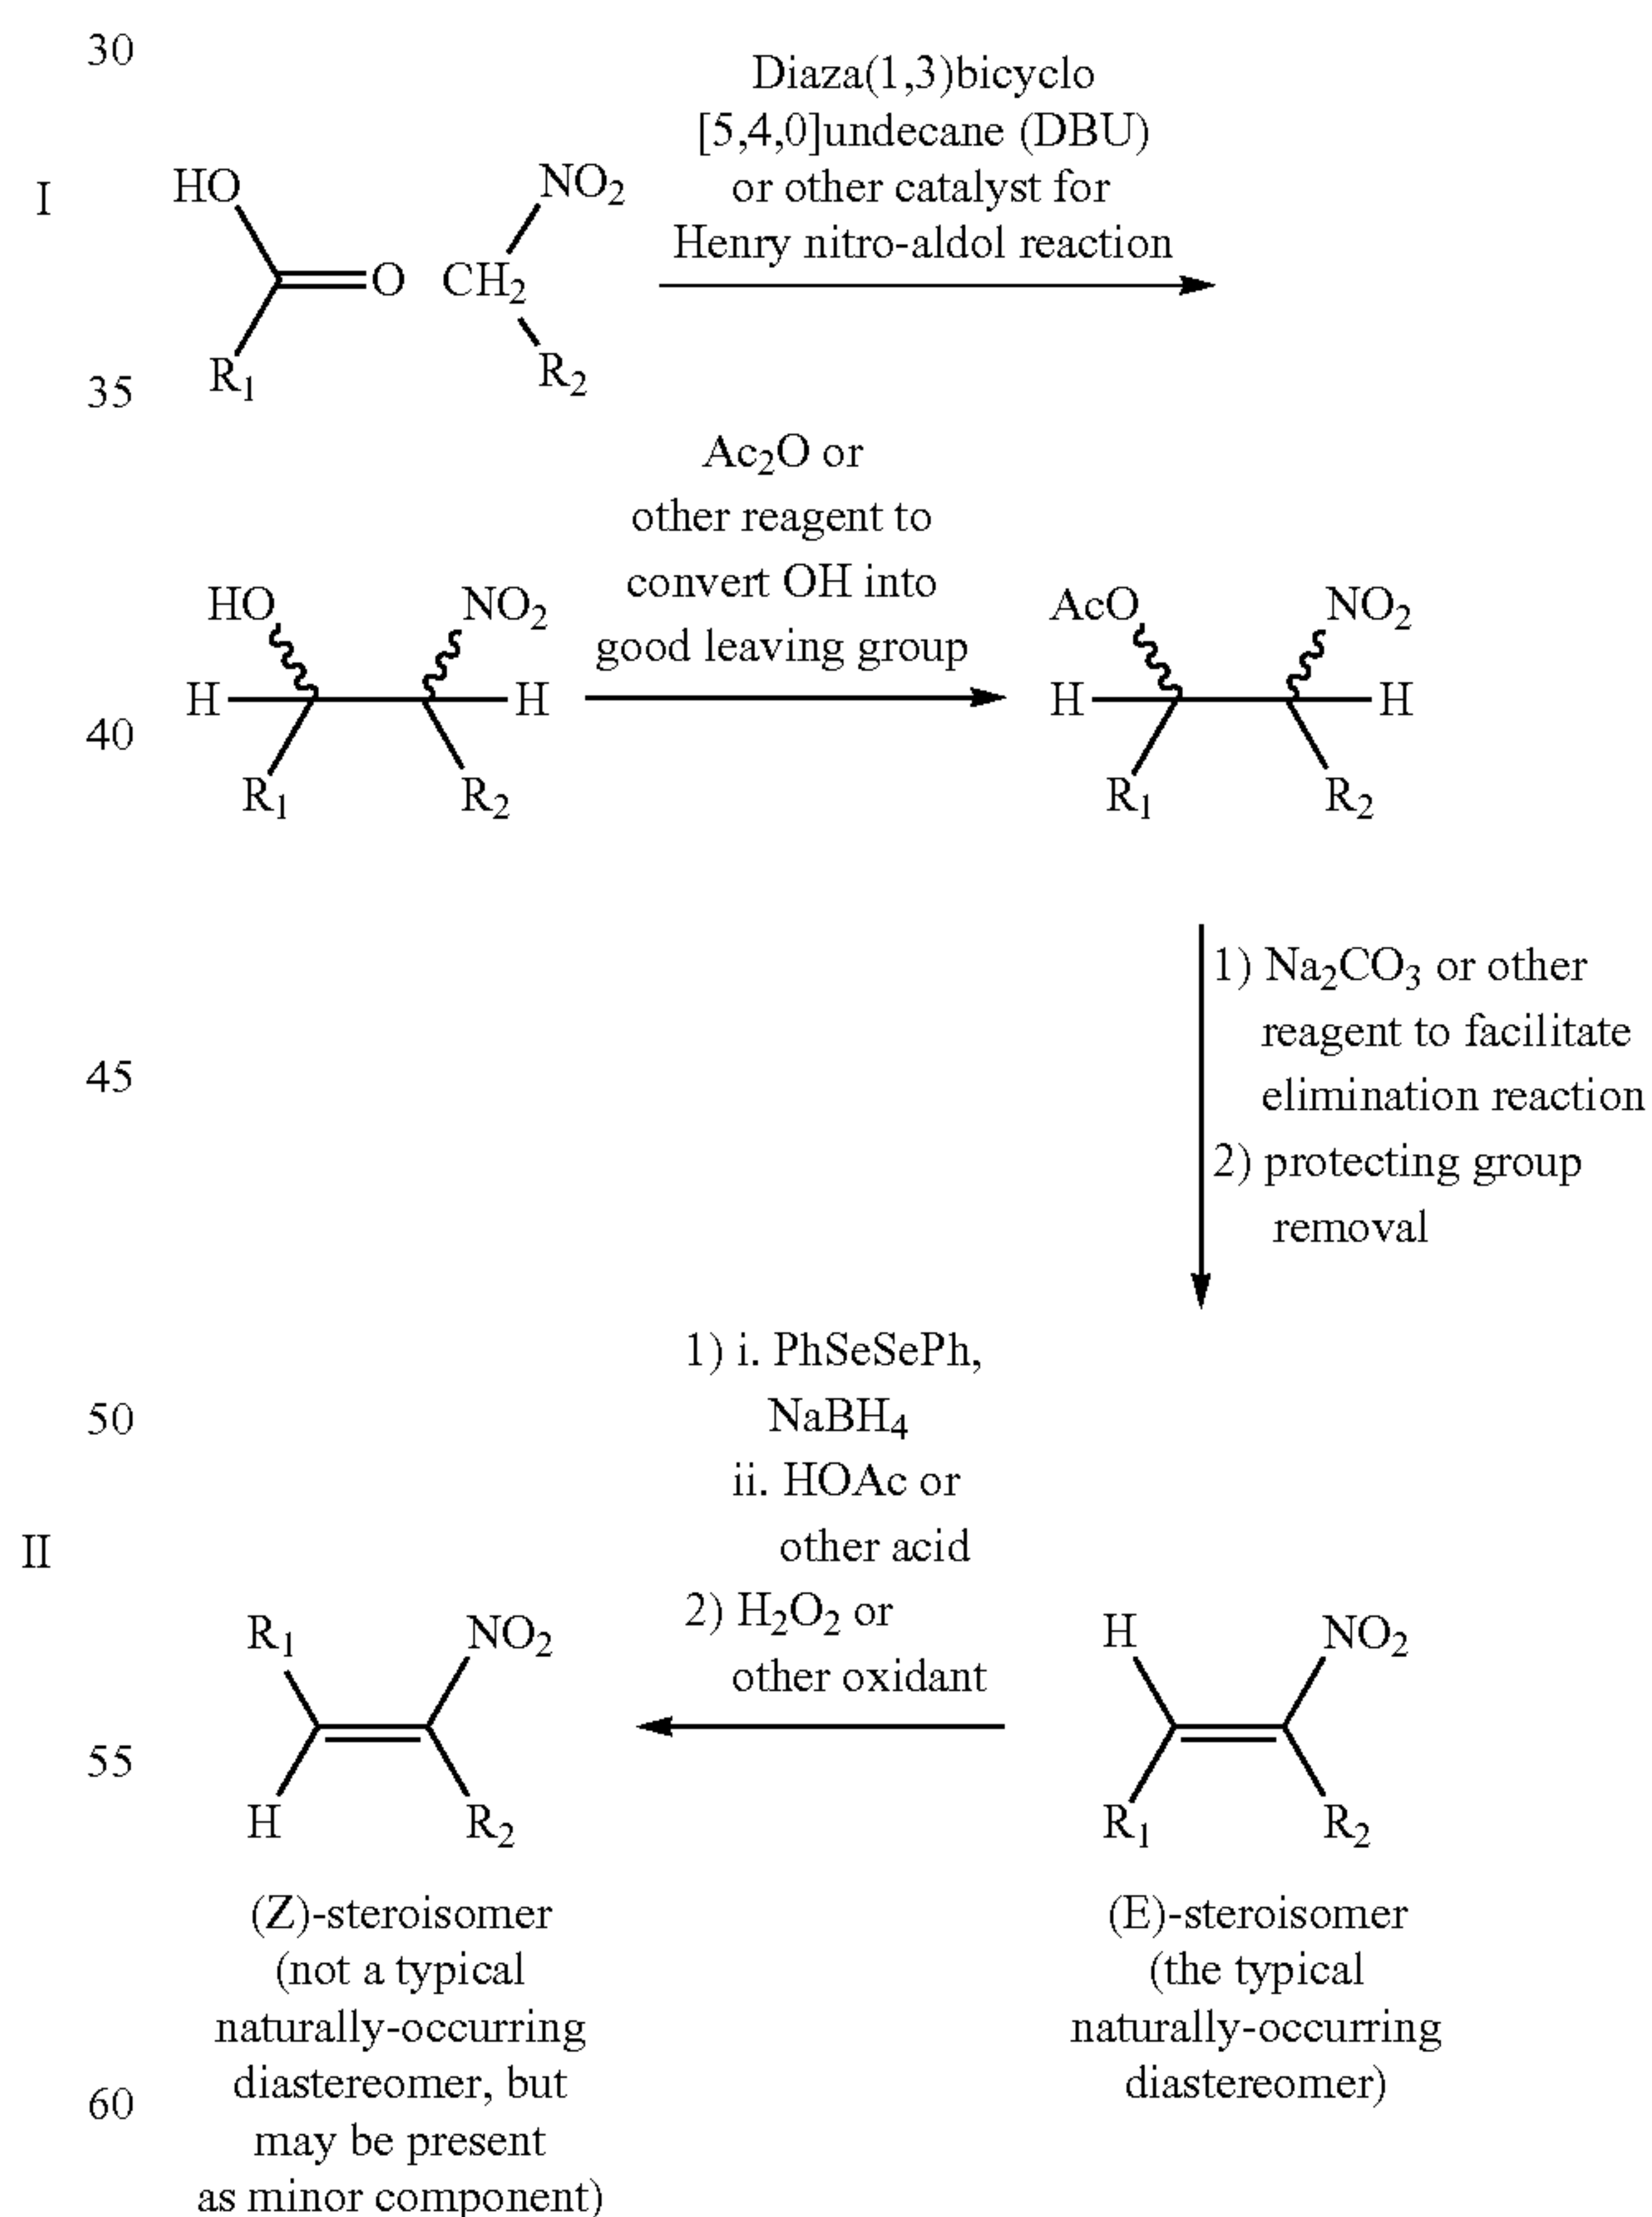 30
Diaza(1,3)bicyclo
[5,4,0]undecane (DBU)
or other catalyst for
Henry nitro-aldol reaction
I
HO
NO2
O
CH2
R1
R2
35
Ac2O or
other reagent to
convert OH into
good leaving group
HO
NO2
AcO
NO2
H
H
H
H
40
R1
R2
R1
R2
1) Na2CO3 or other
reagent to facilitate
elimination reaction
2) protecting group
removal
45
1) i. PhSeSePh,
NaBH4
ii. HOAc or
other acid
2) H2O2 or
other oxidant
50
II
R1
NO2
H
NO2
55
H
R2
R1
R2
(Z)-steroisomer
(not a typical
naturally-occurring
diastereomer, but
may be present
as minor component)
(E)-steroisomer
(the typical
naturally-occurring
diastereomer)
60